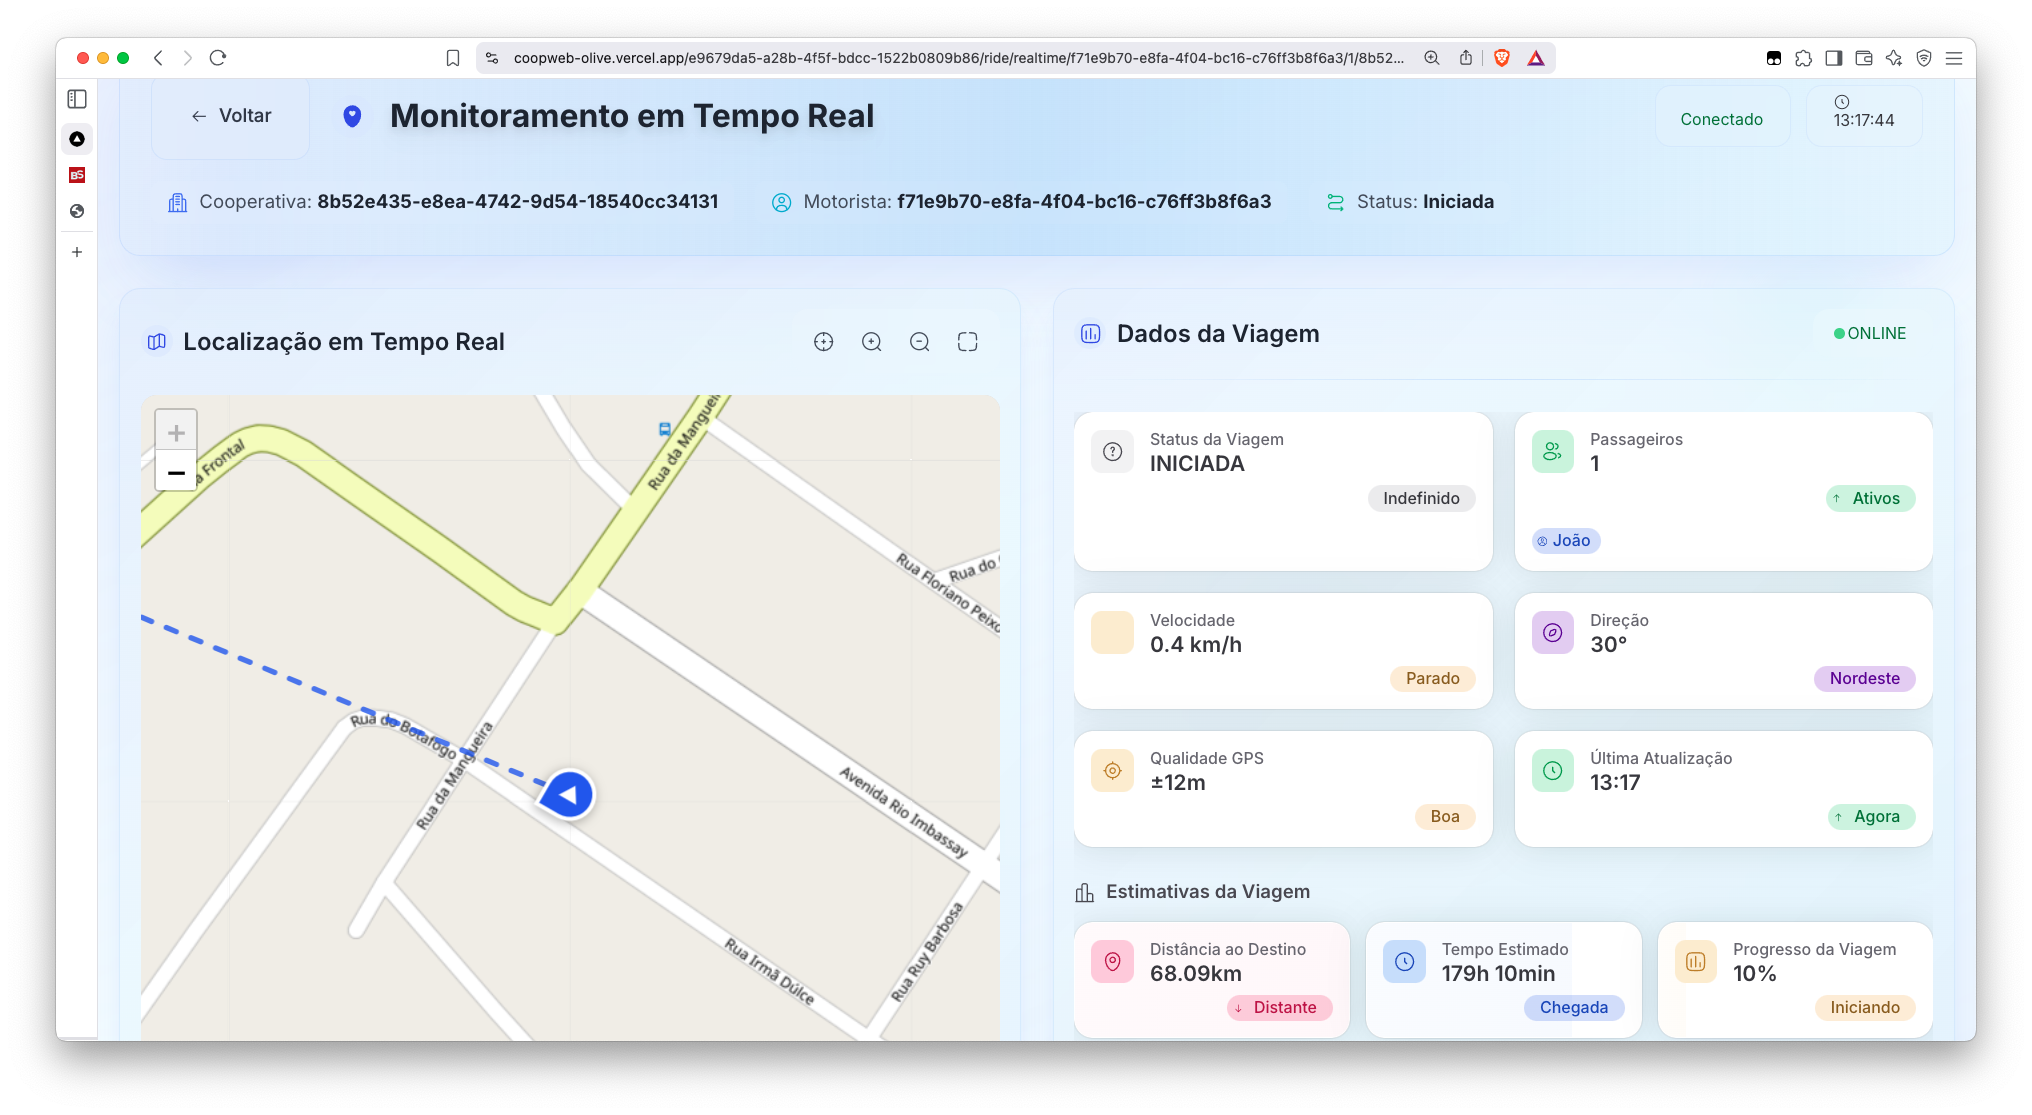 coopweb-olive.vercel.app/e9679da5-a28b-4f5f-bdcc-1522b0809b86/ride/realtime/f71e9b70-e8fa-4f04-bc16-c76ff3b8f6a3/1/8b52...
BS
← Voltar
Monitoramento em Tempo Real
Conectado
13:17:44
Cooperativa: 8b52e435-e8ea-4742-9d54-18540cc34131
Motorista: f71e9b70-e8fa-4f04-bc16-c76ff3b8f6a3
Status: Iniciada
Localização em Tempo Real
+
−
Frontal
Rua da Mangueir
Rua Floriano Peixo
Rua do
Rua do Botafogo
Rua da Mangueira
Avenida Rio Imbassay
Rua Irmã Dulce
Rua Ruy Barbosa
Dados da Viagem
ONLINE
Status da Viagem
INICIADA
Indefinido
Passageiros
1
↑ Ativos
João
Velocidade
0.4 km/h
Parado
Direção
30°
Nordeste
Qualidade GPS
±12m
Boa
Última Atualização
13:17
↑ Agora
Estimativas da Viagem
Distância ao Destino
68.09km
↓ Distante
Tempo Estimado
179h 10min
Chegada
Progresso da Viagem
10%
Iniciando